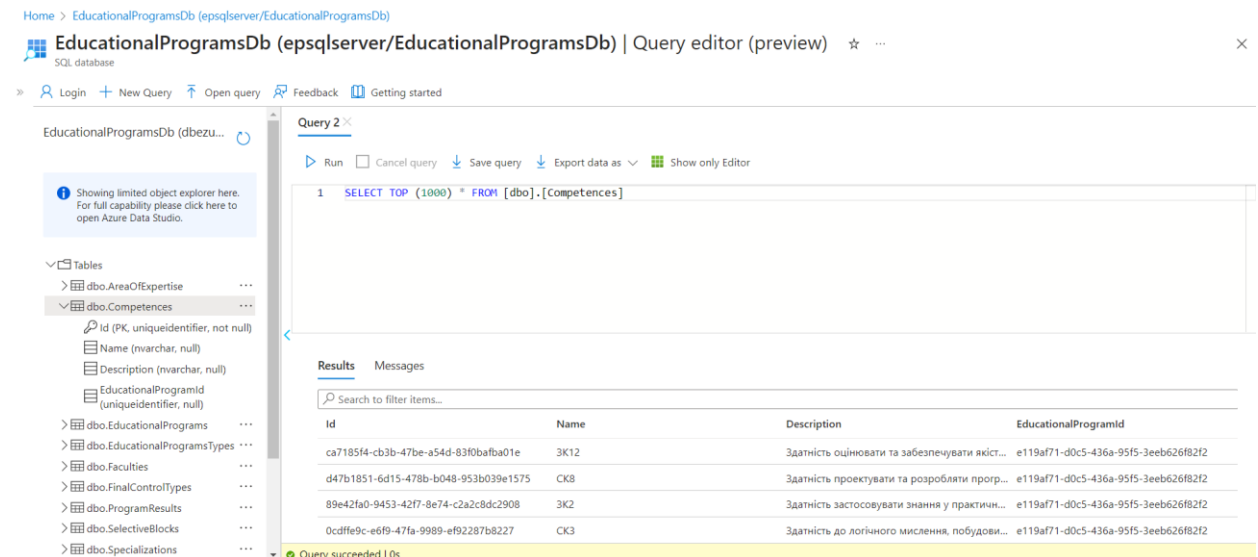 Home > EducationalProgramsDb (epsqlserver/EducationalProgramsDb)
EducationalProgramsDb (epsqlserver/EducationalProgramsDb) | Query editor (preview)
SQL database
Login New Query Open query Feedback Getting started
EducationalProgramsDb (dbezu...
Showing limited object explorer here.
For full capability please click here to
open Azure Data Studio.
Tables
dbo.AreaOfExpertise
dbo.Competences
Id (PK, uniqueidentifier, not null)
Name (nvarchar, null)
Description (nvarchar, null)
EducationalProgramId
(uniqueidentifier, null)
dbo.EducationalPrograms
dbo.EducationalProgramsTypes
dbo.Faculties
dbo.FinalControlTypes
dbo.ProgramResults
dbo.SelectiveBlocks
dbo.Specializations
Query 2
Run Cancel query Save query Export data as Show only Editor
1 SELECT TOP (1000) * FROM [dbo].[Competences]
Results Messages
Search to filter items...
Id Name Description EducationalProgramId
ca7185f4-cb3b-47be-a54d-83f0bafba01e ЗК12 Здатність оцінювати та забезпечувати якіст... e119af71-d0c5-436a-95f5-3eeb626f82f2
d47b1851-6d15-478b-b048-953b039e1575 СК8 Здатність проектувати та розробляти прогр... e119af71-d0c5-436a-95f5-3eeb626f82f2
89e42fa0-9453-42f7-8e74-c2a2c8dc2908 ЗК2 Здатність застосовувати знання у практичн... e119af71-d0c5-436a-95f5-3eeb626f82f2
0cdffe9c-e6f9-47fa-9989-ef92287b8227 СК3 Здатність до логічного мислення, побудови... e119af71-d0c5-436a-95f5-3eeb626f82f2
Query succeeded | 0s